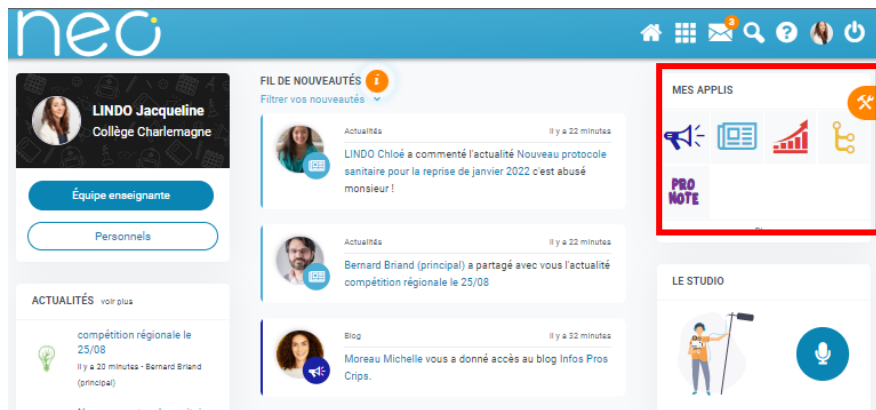 neo
3
LINDO Jacqueline
Collège Charlemagne
Équipe enseignante
Personnels
ACTUALITÉS voir plus
compétition régionale le
25/08
Il y a 20 minutes - Bernard Briand
(principal)
FIL DE NOUVEAUTÉS i
Filtrer vos nouveautés
Actualités Il y a 22 minutes
LINDO Chloé a commenté l'actualité Nouveau protocole
sanitaire pour la reprise de janvier 2022 c'est abusé
monsieur !
Actualités Il y a 22 minutes
Bernard Briand (principal) a partagé avec vous l'actualité
compétition régionale le 25/08
Blog Il y a 32 minutes
Moreau Michelle vous a donné accès au blog Infos Pros
Crips.
MES APPLIS
PRO
NOTE
LE STUDIO